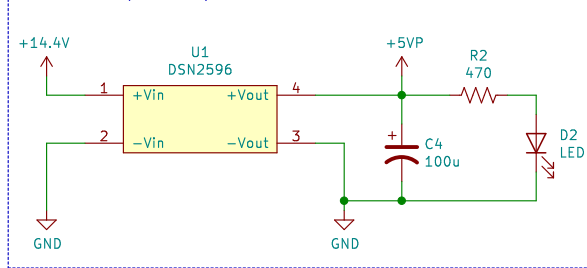 +14.4V
U1
DSN2596
+5VP
R2
470
1
+Vin
+Vout
4
2
-Vin
-Vout
3
+
C4
100u
D2
LED
GND
GND